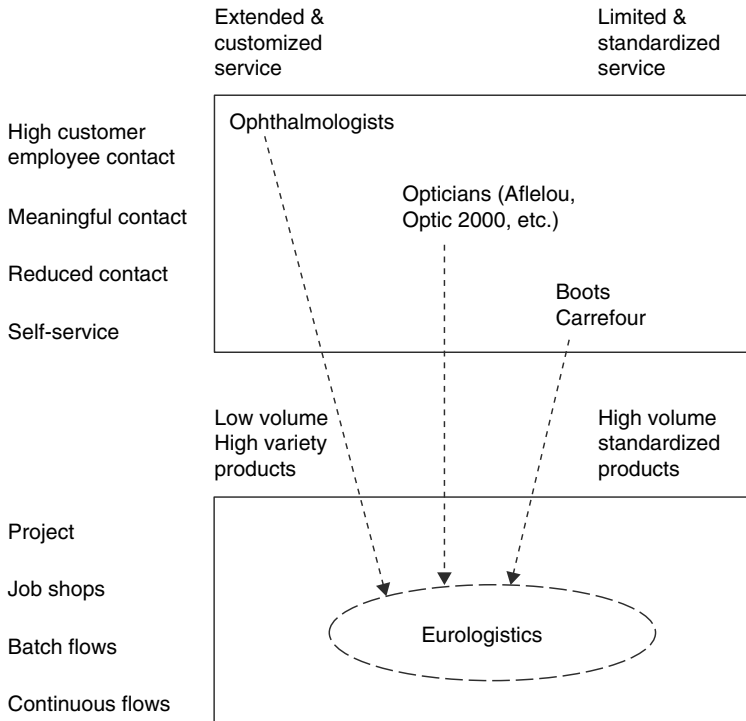 Extended &
customized
service
Limited &
standardized
service
High customer
employee contact
Meaningful contact
Reduced contact
Self-service
Ophthalmologists
Opticians (Aflelou,
Optic 2000, etc.)
Boots
Carrefour
Low volume
High variety
products
High volume
standardized
products
Project
Job shops
Batch flows
Continuous flows
Eurologistics